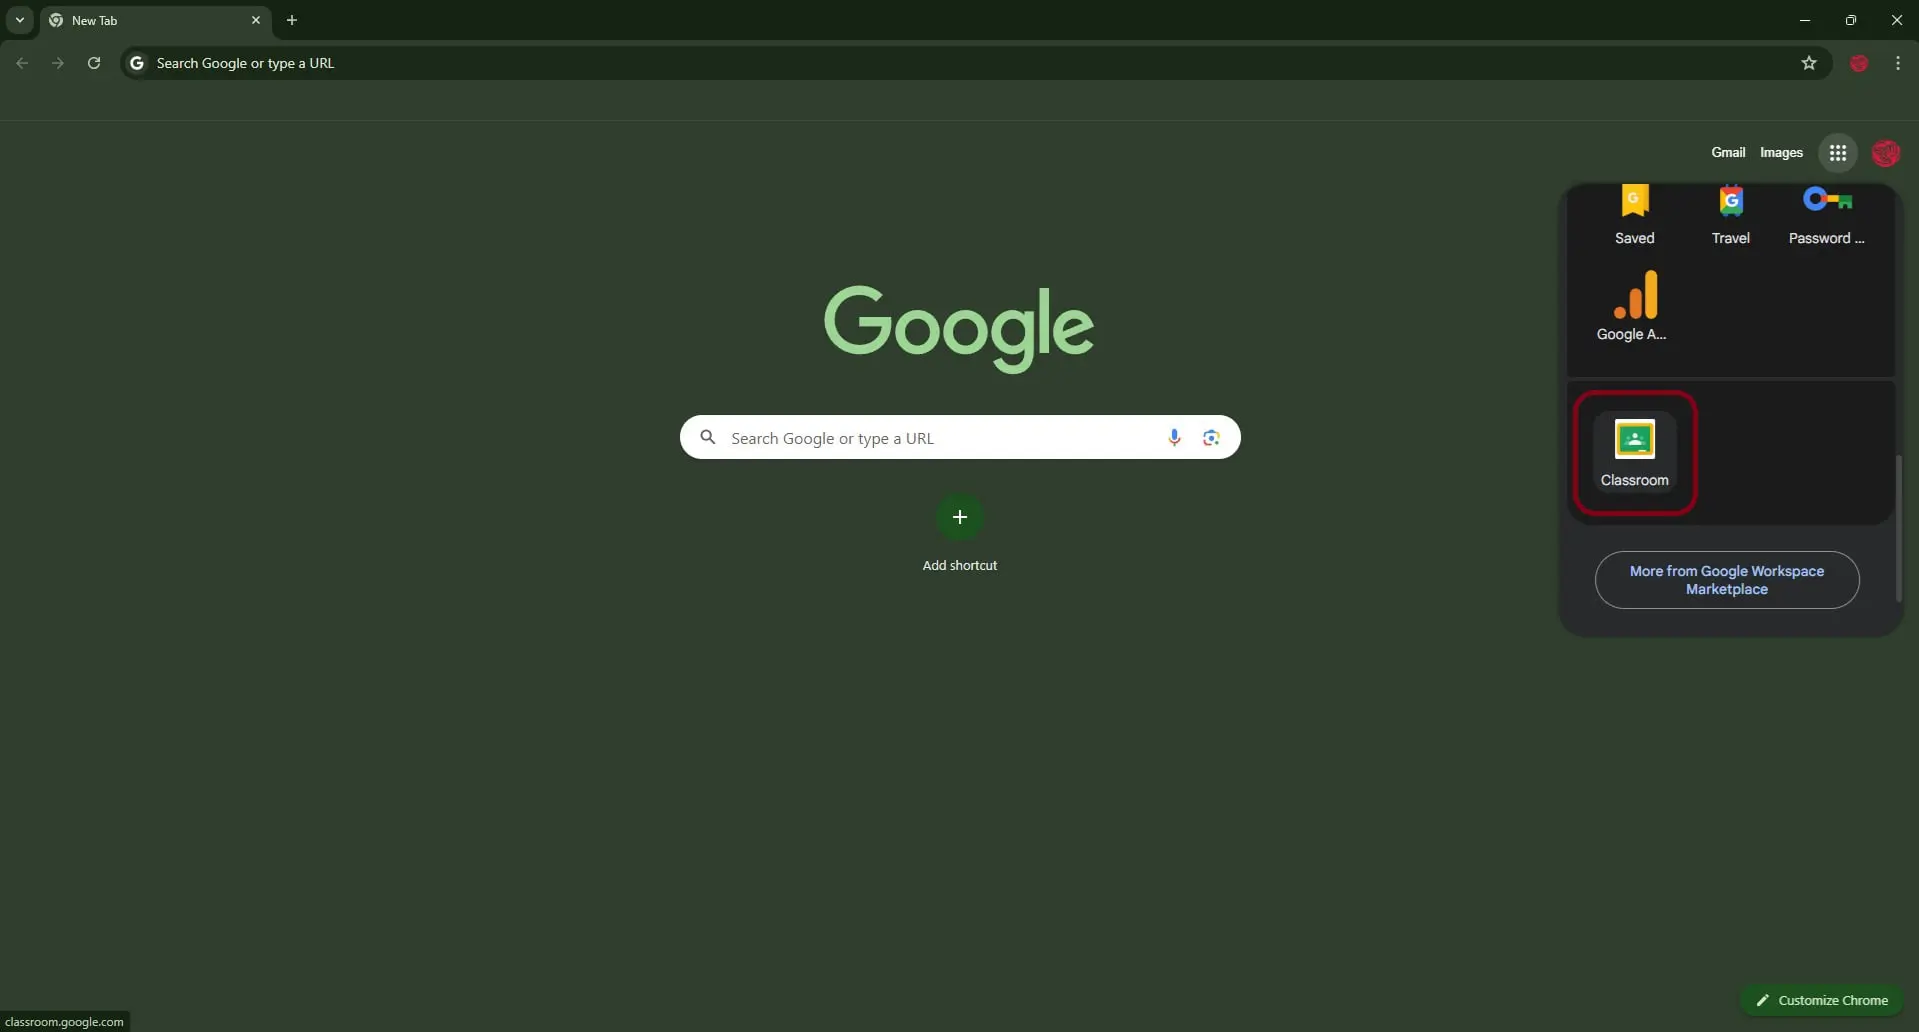 New Tab
Search Google or type a URL
Gmail Images
Saved Travel Password ...
Google A...
Google
Search Google or type a URL
Add shortcut
Classroom
More from Google Workspace
Marketplace
Customize Chrome
classroom.google.com